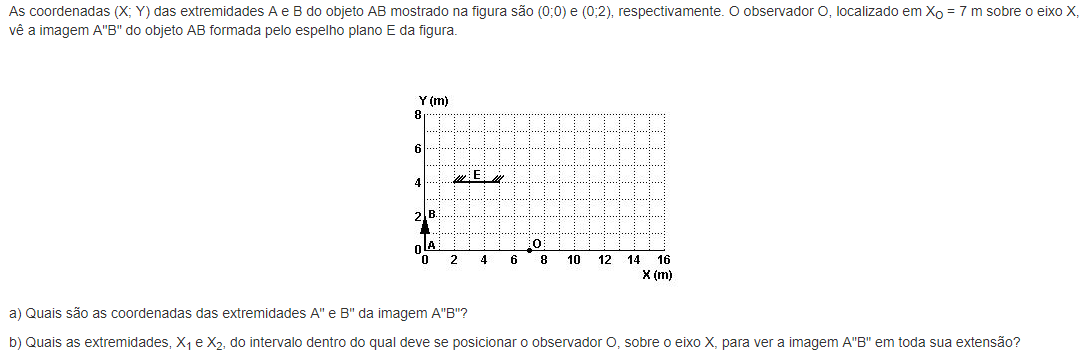 As coordenadas (X; Y) das extremidades A e B do objeto AB mostrado na figura são (0;0) e (0;2), respectivamente. O observador O, localizado em XO = 7 m sobre o eixo X,
vê a imagem A"B" do objeto AB formada pelo espelho plano E da figura.
Y (m)
8
6
E
4
2 B
O
0 A
0 2 4 6 8 10 12 14 16
X (m)
a) Quais são as coordenadas das extremidades A" e B" da imagem A"B"?
b) Quais as extremidades, X1 e X2, do intervalo dentro do qual deve se posicionar o observador O, sobre o eixo X, para ver a imagem A"B" em toda sua extensão?